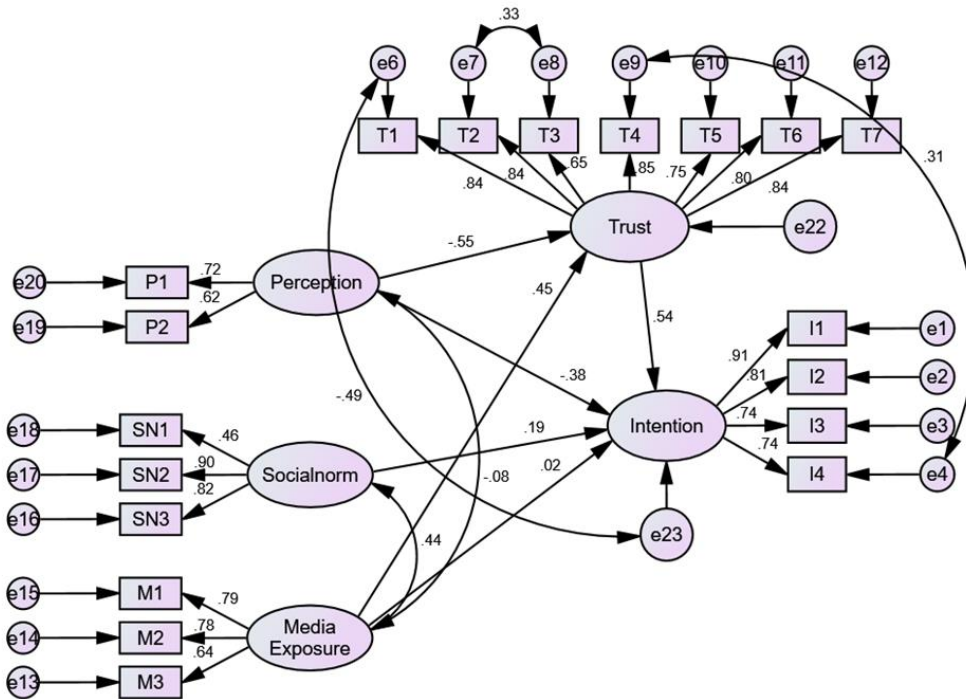 .33
e6 e7 e8 e9 e10 e11 e12
T1 T2 T3 T4 T5 T6 T7
.84 .84 .65 .85 .75 .80 .84
.31
Trust
e22
-.55
e20 P1 .72
Perception
e19 P2 .62
.45
.54
I1 e1
.91
I2 e2
.81
-.38
-.49
Intention
.74 I3 e3
.74 I4 e4
e18 SN1 .46
.19
e17 SN2 .90
Socialnorm
.02
-.08
e16 SN3 .82
e23
.44
e15 M1 .79
Media
Exposure
e14 M2 .78
e13 M3 .64